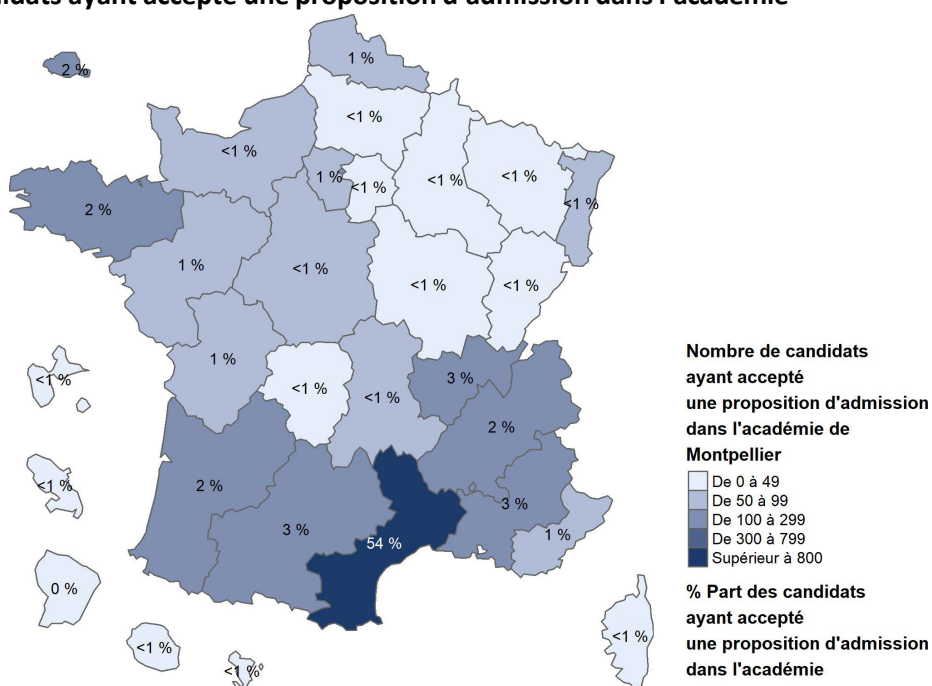 idats ayant accepté une proposition d'admission dans l'académie
1 %
2 %
<1 %
<1 %
1 %
<1 %
<1 %
<1 %
<1 %
2 %
1 %
<1 %
<1 %
<1 %
1 %
<1 %
<1 %
3 %
<1 %
2 %
2 %
<1 %
3 %
3 %
54 %
1 %
0 %
<1 %
<1 %
<1 %
Nombre de candidats
ayant accepté
une proposition d'admission
dans l'académie de
Montpellier
De 0 à 49
De 50 à 99
De 100 à 299
De 300 à 799
Supérieur à 800
% Part des candidats
ayant accepté
une proposition d'admission
dans l'académie